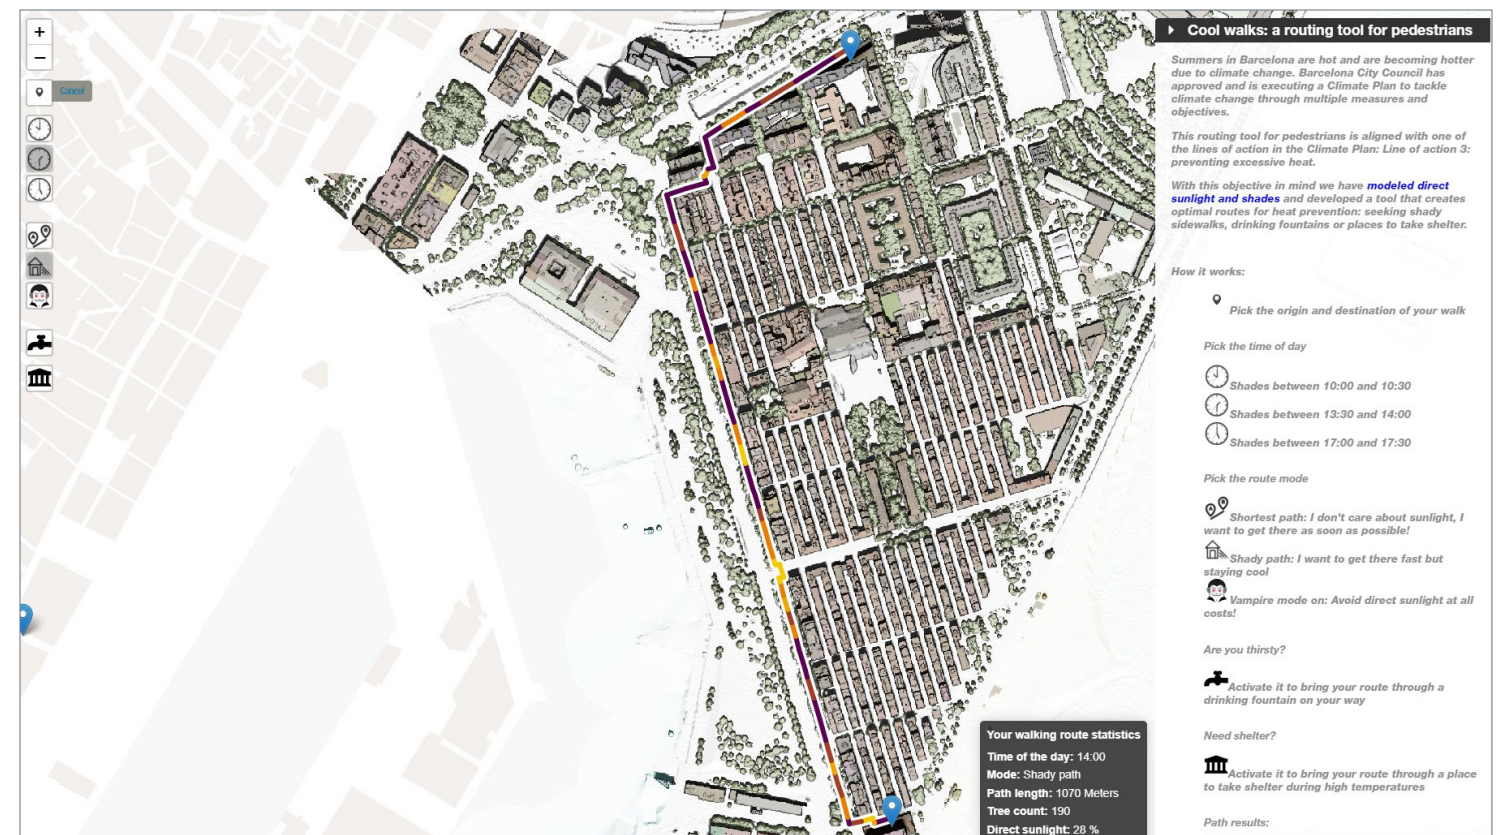 +
−
Cancel
Cool walks: a routing tool for pedestrians
Summers in Barcelona are hot and are becoming hotter
due to climate change. Barcelona City Council has
approved and is executing a Climate Plan to tackle
climate change through multiple measures and
objectives.
This routing tool for pedestrians is aligned with one of
the lines of action in the Climate Plan: Line of action 3:
preventing excessive heat.
With this objective in mind we have modeled direct
sunlight and shades and developed a tool that creates
optimal routes for heat prevention: seeking shady
sidewalks, drinking fountains or places to take shelter.
How it works:
Pick the origin and destination of your walk
Pick the time of day
Shades between 10:00 and 10:30
Shades between 13:30 and 14:00
Shades between 17:00 and 17:30
Pick the route mode
Shortest path: I don't care about sunlight, I
want to get there as soon as possible!
Shady path: I want to get there fast but
staying cool
Vampire mode on: Avoid direct sunlight at all
costs!
Are you thirsty?
Activate it to bring your route through a
drinking fountain on your way
Need shelter?
Activate it to bring your route through a place
to take shelter during high temperatures
Path results:
Your walking route statistics
Time of the day: 14:00
Mode: Shady path
Path length: 1070 Meters
Tree count: 190
Direct sunlight: 28 %